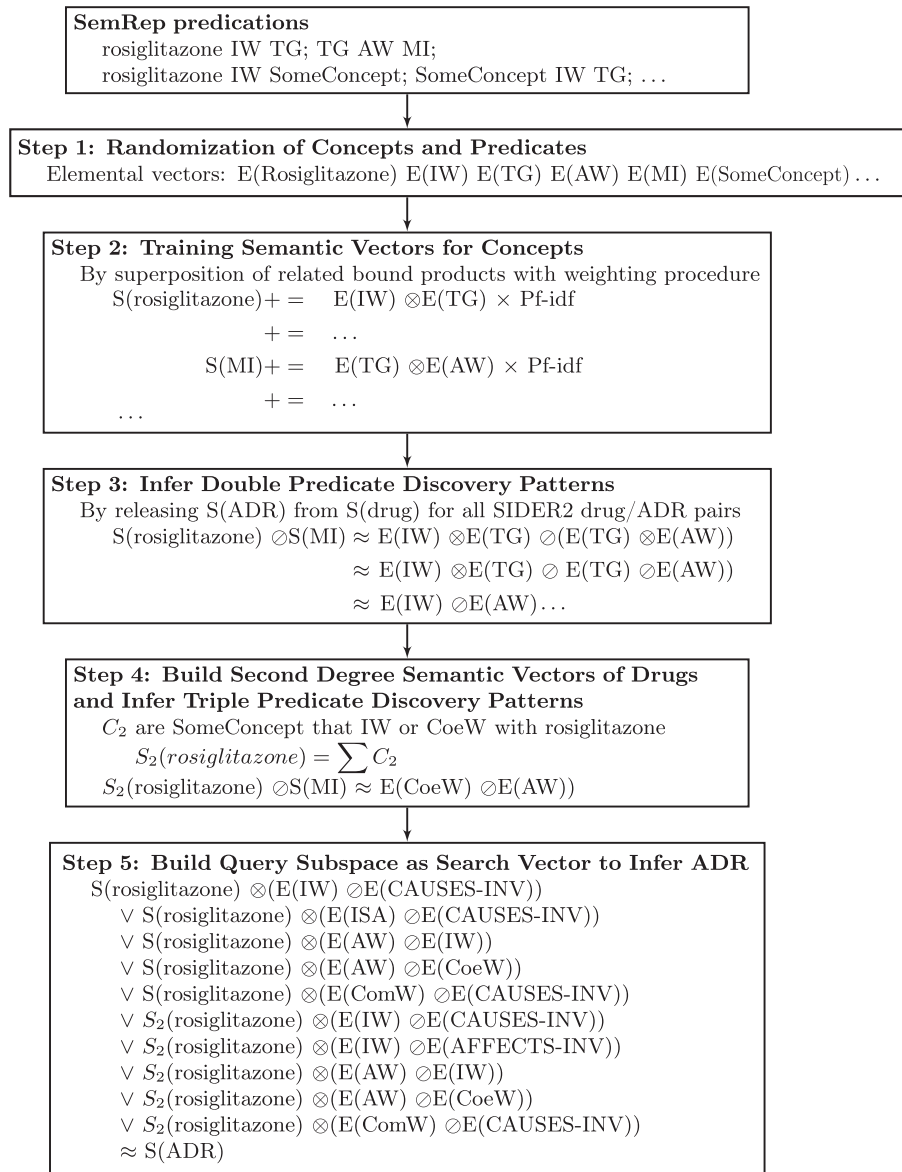 SemRep predications
rosiglitazone IW TG; TG AW MI;
rosiglitazone IW SomeConcept; SomeConcept IW TG; ...
Step 1: Randomization of Concepts and Predicates
Elemental vectors: E(Rosiglitazone) E(IW) E(TG) E(AW) E(MI) E(SomeConcept) ...
Step 2: Training Semantic Vectors for Concepts
By superposition of related bound products with weighting procedure
S(rosiglitazone)+ = E(IW) ⊗E(TG) × Pf-idf
+ = ...
S(MI)+ = E(TG) ⊗E(AW) × Pf-idf
+ = ...
...
Step 3: Infer Double Predicate Discovery Patterns
By releasing S(ADR) from S(drug) for all SIDER2 drug/ADR pairs
S(rosiglitazone) ⊘S(MI) ≈ E(IW) ⊗E(TG) ⊘(E(TG) ⊗E(AW))
≈ E(IW) ⊗E(TG) ⊘ E(TG) ⊘E(AW))
≈ E(IW) ⊘E(AW)...
Step 4: Build Second Degree Semantic Vectors of Drugs
and Infer Triple Predicate Discovery Patterns
C₂ are SomeConcept that IW or CoeW with rosiglitazone
S₂(rosiglitazone) = ∑ C₂
S₂(rosiglitazone) ⊘S(MI) ≈ E(CoeW) ⊘E(AW))
Step 5: Build Query Subspace as Search Vector to Infer ADR
S(rosiglitazone) ⊗(E(IW) ⊘E(CAUSES-INV))
∨ S(rosiglitazone) ⊗(E(ISA) ⊘E(CAUSES-INV))
∨ S(rosiglitazone) ⊗(E(AW) ⊘E(IW))
∨ S(rosiglitazone) ⊗(E(AW) ⊘E(CoeW))
∨ S(rosiglitazone) ⊗(E(ComW) ⊘E(CAUSES-INV))
∨ S₂(rosiglitazone) ⊗(E(IW) ⊘E(CAUSES-INV))
∨ S₂(rosiglitazone) ⊗(E(IW) ⊘E(AFFECTS-INV))
∨ S₂(rosiglitazone) ⊗(E(AW) ⊘E(IW))
∨ S₂(rosiglitazone) ⊗(E(AW) ⊘E(CoeW))
∨ S₂(rosiglitazone) ⊗(E(ComW) ⊘E(CAUSES-INV))
≈ S(ADR)